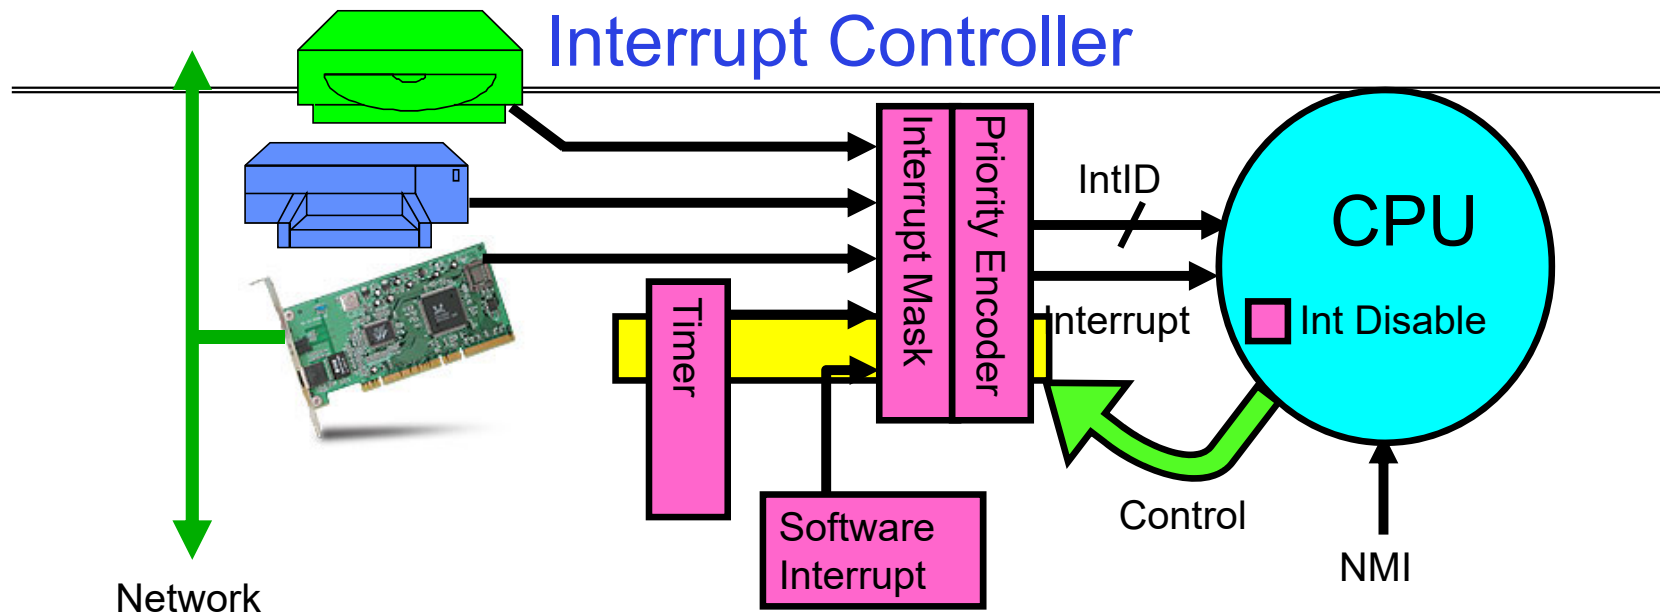 Interrupt Controller
Interrupt Mask
Priority Encoder
IntID
CPU
Interrupt
Int Disable
Timer
Control
Software
Interrupt
NMI
Network